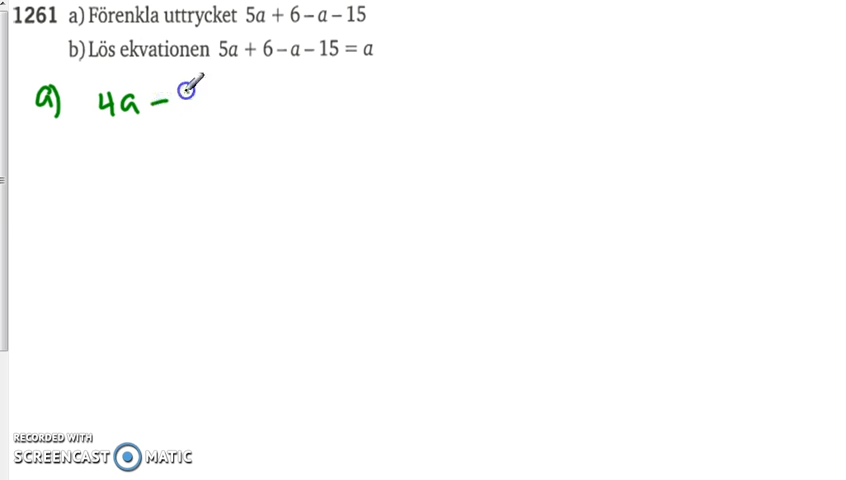 1261 a) Förenkla uttrycket 5a + 6 – a – 15
b) Lös ekvationen 5a + 6 – a – 15 = a
a) 4a –
RECORDED WITH
SCREENCAST MATIC